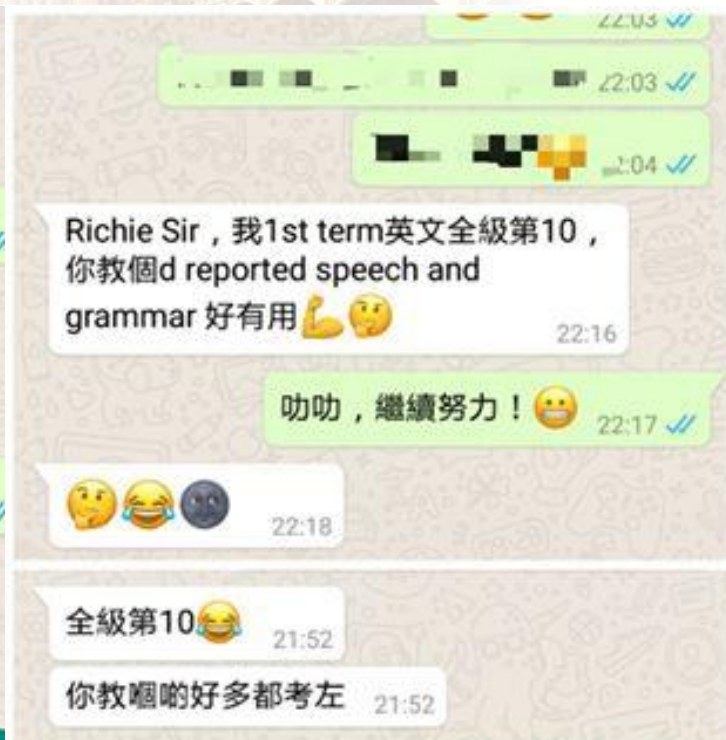 22:03
22:03
2:04
Richie Sir，我1st term英文全級第10，
你教個d reported speech and
grammar 好有用💪🤔
22:16
叻叻，繼續努力！😬 22:17
🤔😂🌚 22:18
全級第10😂 21:52
你教嗰啲好多都考左 21:52